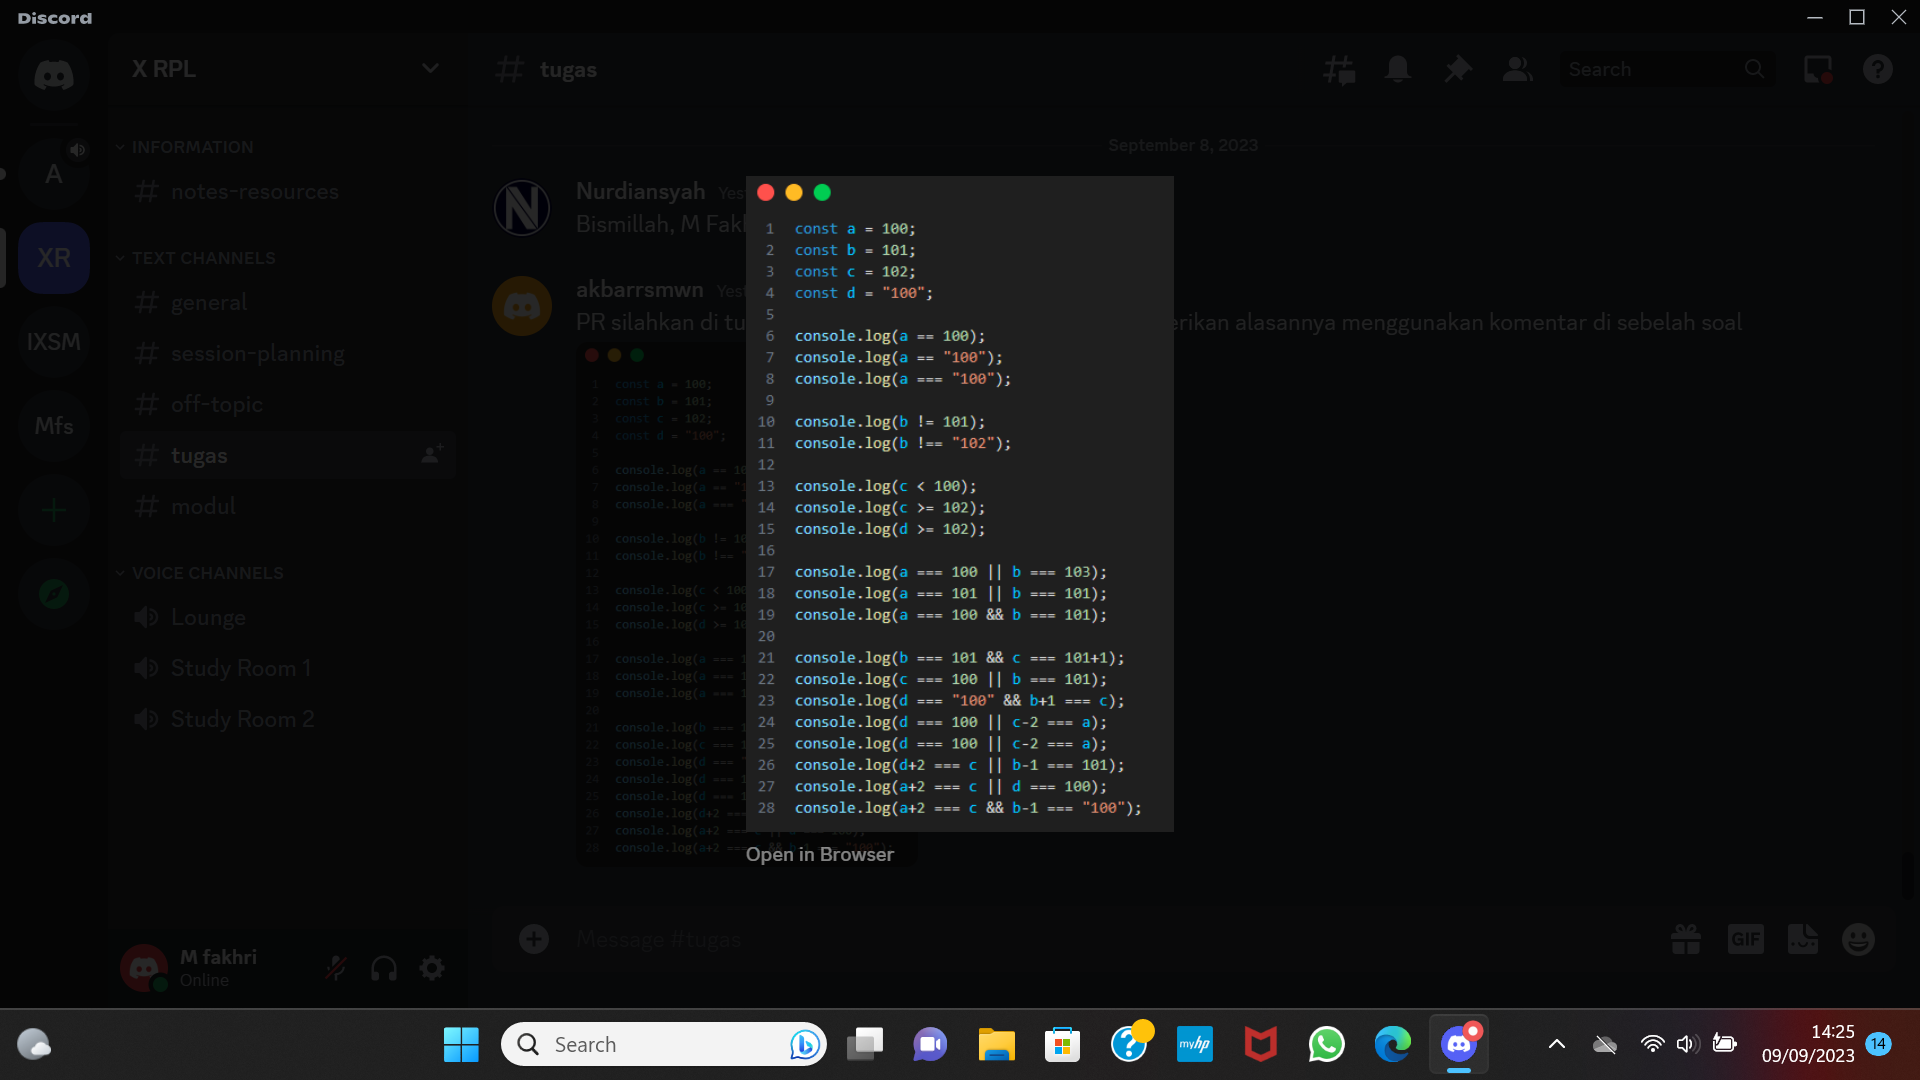 Discord
X RPL
tugas
Search
INFORMATION
notes-resources
TEXT CHANNELS
general
session-planning
off-topic
tugas
modul
VOICE CHANNELS
Lounge
Study Room 1
Study Room 2
A
XR
IXSM
Mfs
M fakhri
Online
September 8, 2023
Nurdiansyah Yest
Bismillah, M Fakh
akbarrsmwn Yest
PR silahkan di tu erikan alasannya menggunakan komentar di sebelah soal
1 const a = 100;
2 const b = 101;
3 const c = 102;
4 const d = "100";
5
6 console.log(a == 100);
7 console.log(a == "100");
8 console.log(a === "100");
9
10 console.log(b != 101);
11 console.log(b !== "102");
12
13 console.log(c < 100);
14 console.log(c >= 102);
15 console.log(d >= 102);
16
17 console.log(a === 100 || b === 103);
18 console.log(a === 101 || b === 101);
19 console.log(a === 100 && b === 101);
20
21 console.log(b === 101 && c === 101+1);
22 console.log(c === 100 || b === 101);
23 console.log(d === "100" && b+1 === c);
24 console.log(d === 100 || c-2 === a);
25 console.log(d === 100 || c-2 === a);
26 console.log(d+2 === c || b-1 === 101);
27 console.log(a+2 === c || d === 100);
28 console.log(a+2 === c && b-1 === "100");
Open in Browser
Message #tugas
GIF
Search
myhp
14:25
09/09/2023
14